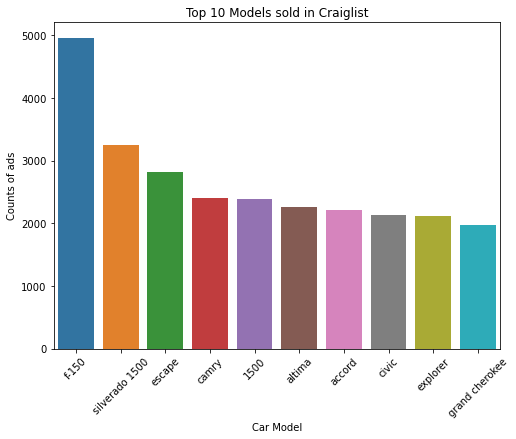 Top 10 Models sold in Craiglist
Counts of ads
5000
4000
3000
2000
1000
0
f-150
silverado 1500
escape
camry
1500
altima
accord
civic
explorer
grand cherokee
Car Model